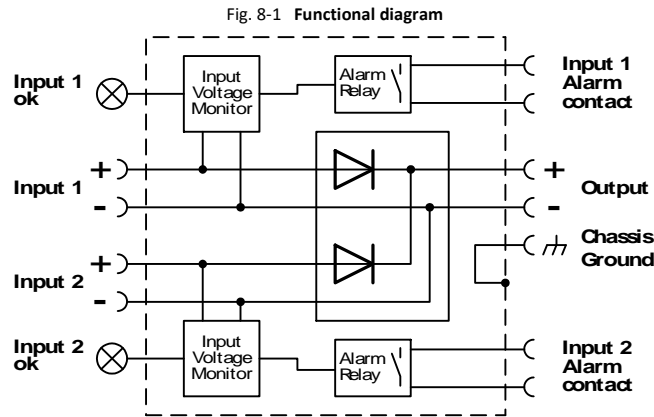 Fig. 8-1 Functional diagram
Input 1
ok
Input
Voltage
Monitor
Alarm
Relay
Input 1
Alarm
contact
+
Input 1
-
+
Output
-
Chassis
Ground
+
Input 2
-
Input 2
ok
Input
Voltage
Monitor
Alarm
Relay
Input 2
Alarm
contact